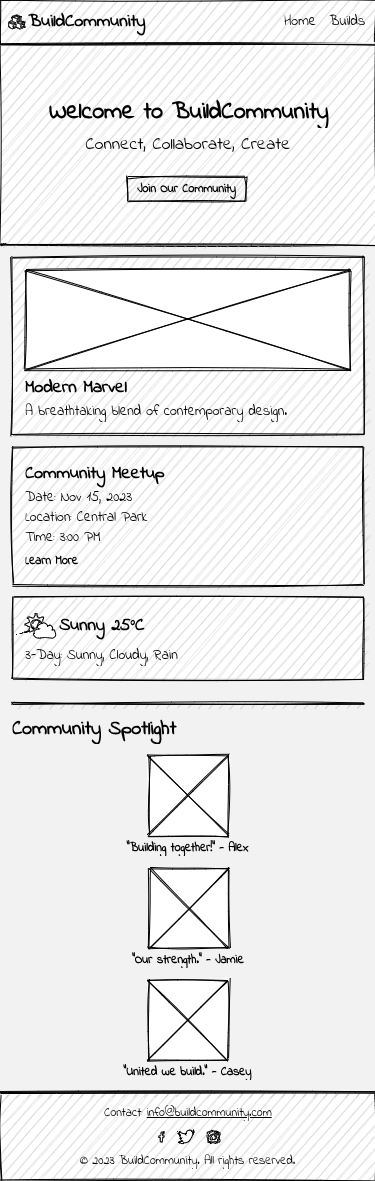 BuildCommunity
Home Builds
Welcome to BuildCommunity
Connect, Collaborate, Create
Join Our Community
Modern Marvel
A breathtaking blend of contemporary design.
Community Meetup
Date: Nov 15, 2023
Location: Central Park
Time: 3:00 PM
Learn More
Sunny 25°C
3-Day: Sunny, Cloudy, Rain
Community Spotlight
"Building together!" - Alex
"Our strength." - Jamie
"United we build." - Casey
Contact: info@buildcommunity.com
© 2023 BuildCommunity. All rights reserved.